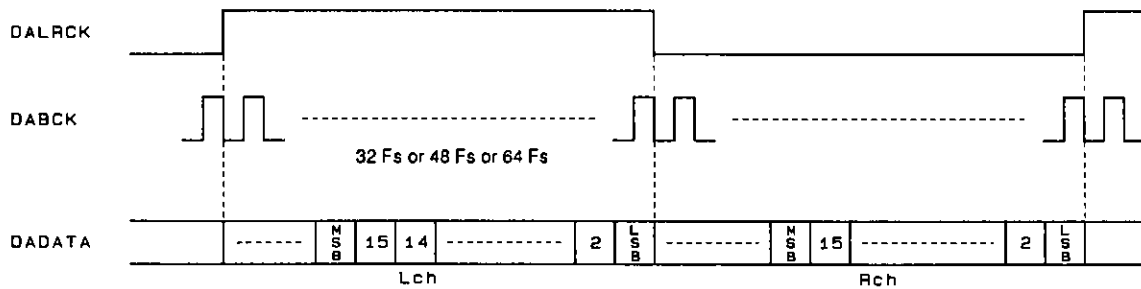 DALRCK
DABCK
32 Fs or 48 Fs or 64 Fs
DADATA MSB 15 14 2 LSB MSB 15 2 LSB
Lch Rch